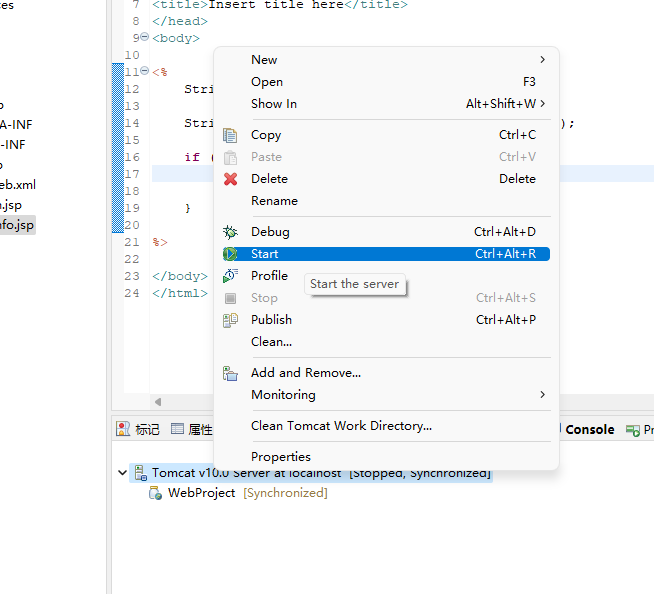 7 <title>Insert title here</title>
8 </head>
9 <body>
10
11 <%
12 Stri
13
14 Stri );
15
16 if (
17
18
19 }
20
21 %>
22
23 </body>
24 </html>
ces
A-INF
-INF
eb.xml
.jsp
nfo.jsp
New
Open F3
Show In Alt+Shift+W
Copy Ctrl+C
Paste Ctrl+V
Delete Delete
Rename
Debug Ctrl+Alt+D
Start Ctrl+Alt+R
Profile
Start the server
Stop Ctrl+Alt+S
Publish Ctrl+Alt+P
Clean...
Add and Remove...
Monitoring
Clean Tomcat Work Directory...
Properties
标记 属性 Console Pr
Tomcat v10.0 Server at localhost [Stopped, Synchronized]
WebProject [Synchronized]